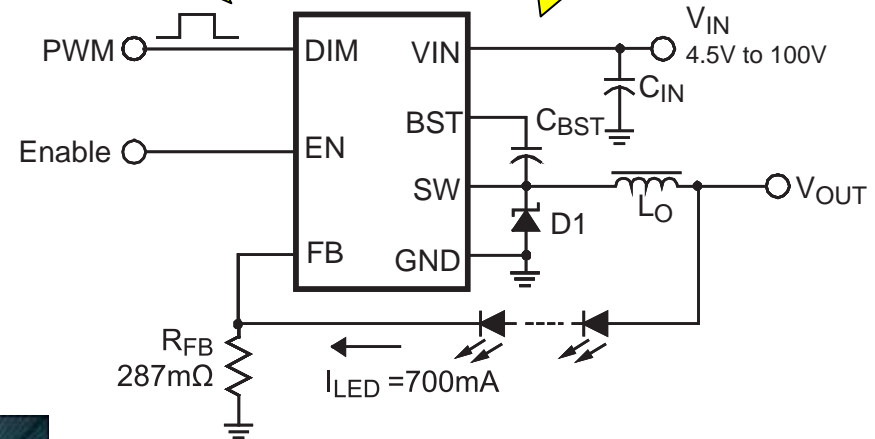 PWM
DIM
VIN
V_IN
4.5V to 100V
C_IN
BST
C_BST
Enable
EN
SW
V_OUT
L_O
D1
FB
GND
R_FB
287mΩ
I_LED =700mA